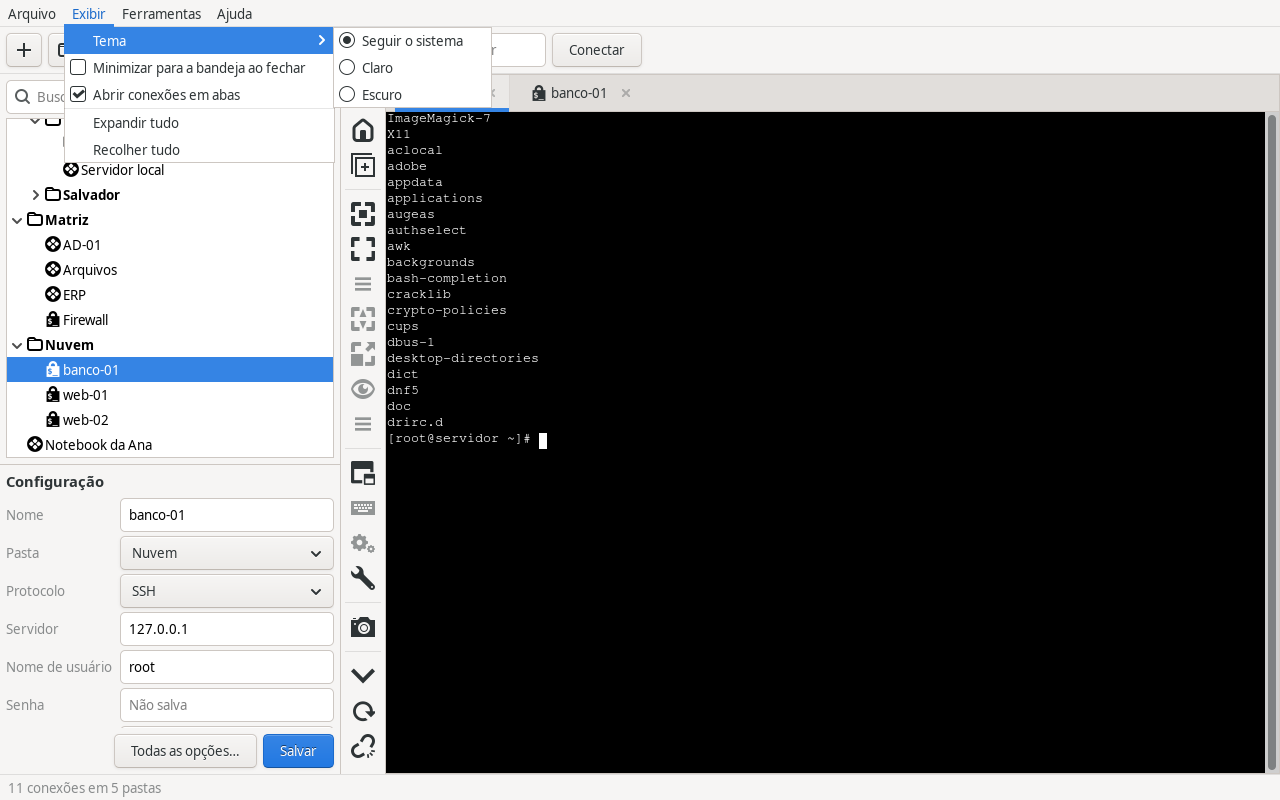 Arquivo Exibir Ferramentas Ajuda
Tema
Minimizar para a bandeja ao fechar
Abrir conexões em abas
Expandir tudo
Recolher tudo
Seguir o sistema
Claro
Escuro
Conectar
banco-01
Servidor local
Salvador
Matriz
AD-01
Arquivos
ERP
Firewall
Nuvem
banco-01
web-01
web-02
Notebook da Ana
Configuração
Nome banco-01
Pasta Nuvem
Protocolo SSH
Servidor 127.0.0.1
Nome de usuário root
Senha Não salva
Todas as opções... Salvar
ImageMagick-7
X11
aclocal
adobe
appdata
applications
augeas
authselect
awk
backgrounds
bash-completion
cracklib
crypto-policies
cups
dbus-1
desktop-directories
dict
dnf5
doc
drirc.d
[root@servidor ~]#
11 conexões em 5 pastas